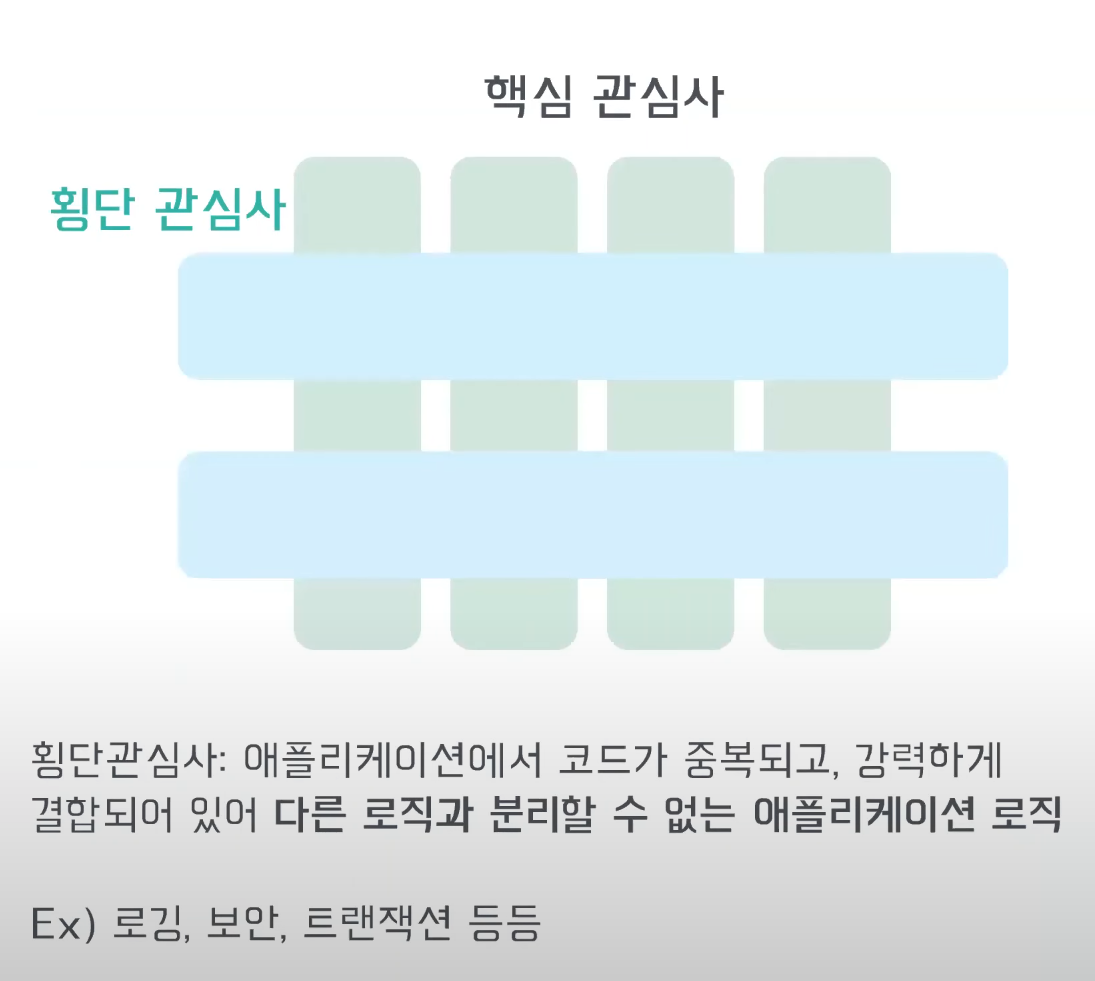 핵심 관심사
횡단 관심사
횡단관심사: 애플리케이션에서 코드가 중복되고, 강력하게
결합되어 있어 다른 로직과 분리할 수 없는 애플리케이션 로직
Ex) 로깅, 보안, 트랜잭션 등등